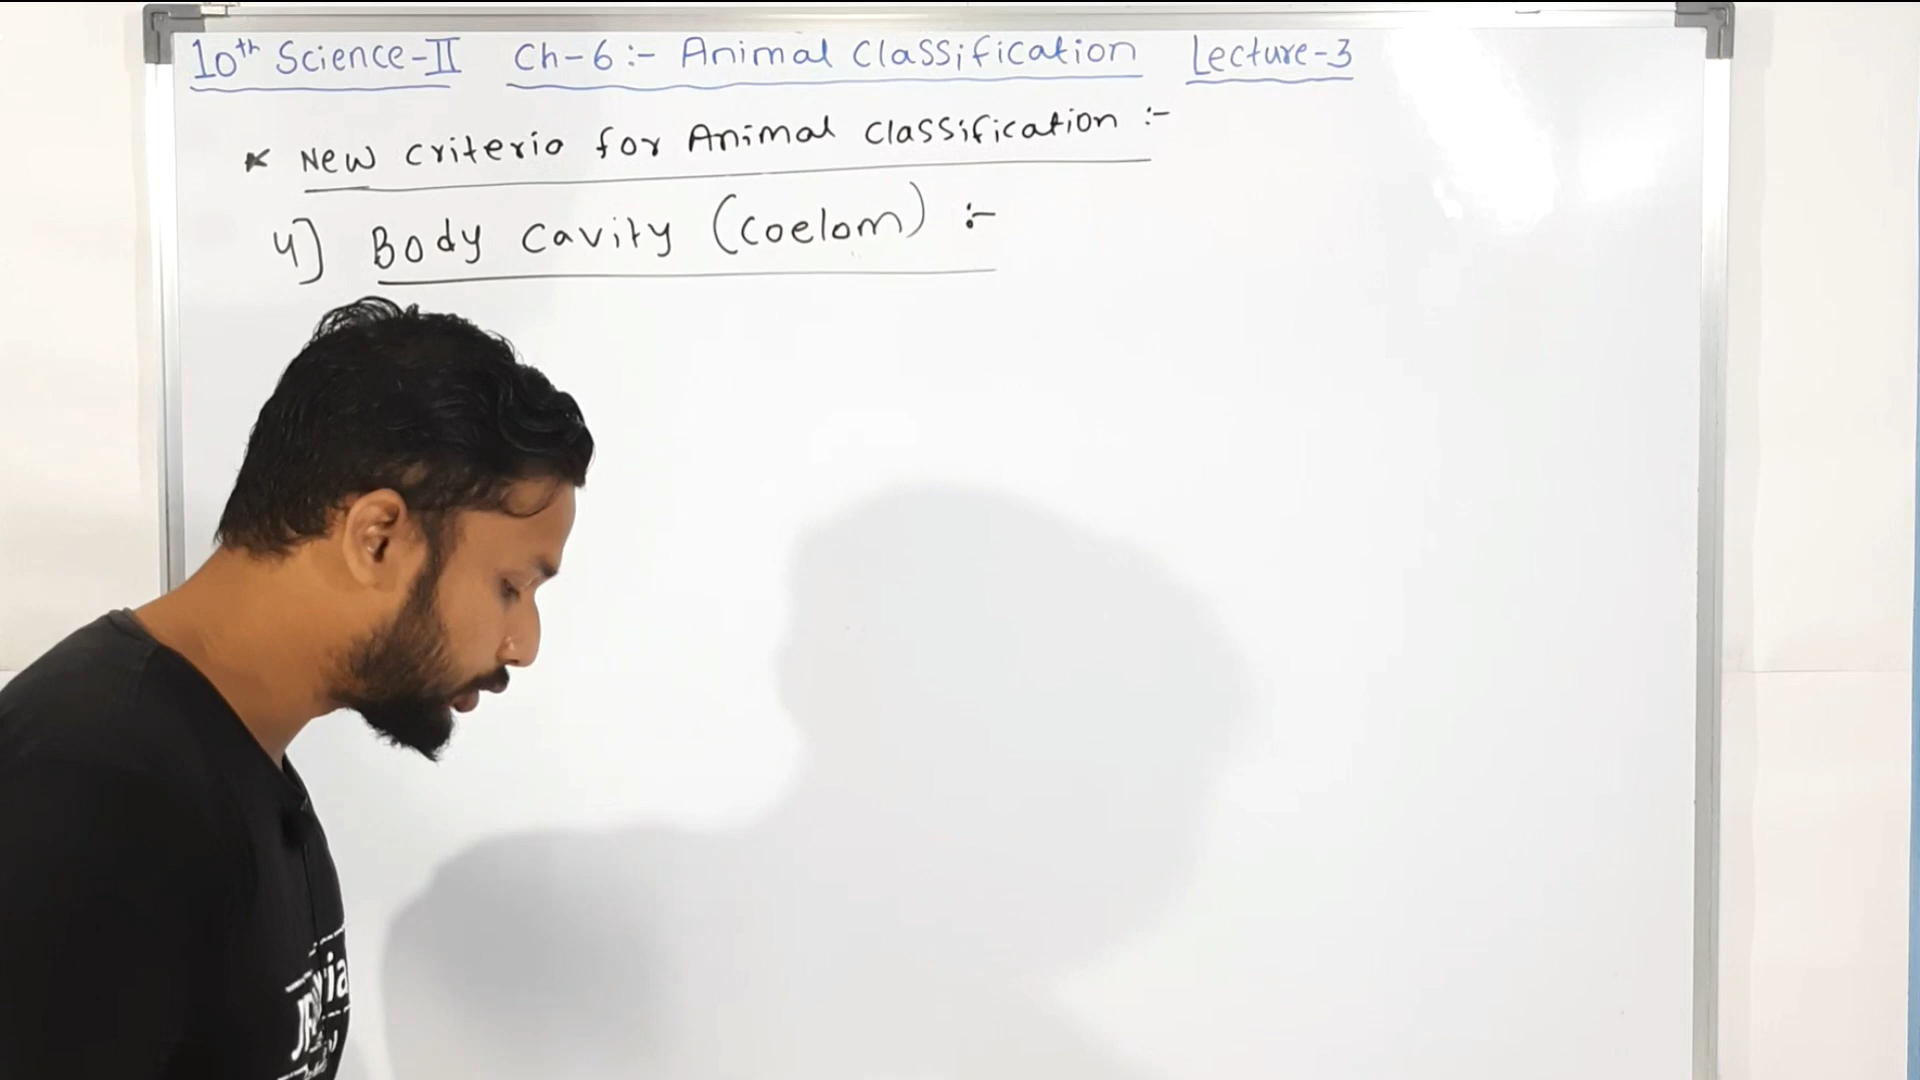 10th Science-II Ch-6:- Animal Classification Lecture-3
* New criteria for Animal classification :-
4] Body cavity (coelom) :-